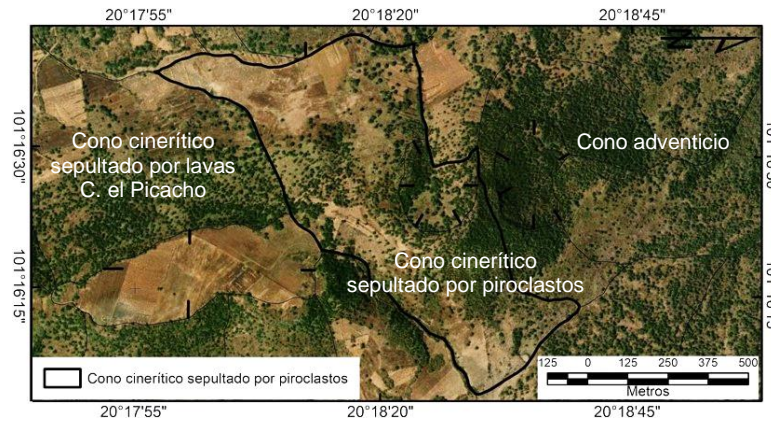 20°17'55" 20°18'20" 20°18'45"
101°16'30"
101°16'15"
Cono cinerítico
sepultado por lavas
C. el Picacho
Cono adventicio
Cono cinerítico
sepultado por piroclastos
Cono cinerítico sepultado por piroclastos
125 0 125 250 375 500
Metros
20°17'55" 20°18'20" 20°18'45"